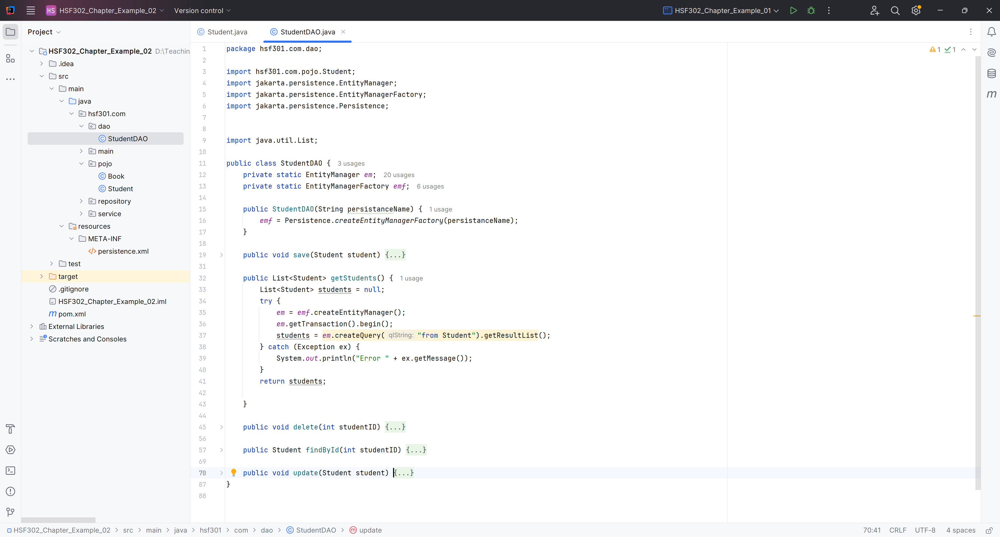 HS HSF302_Chapter_Example_02 Version control HSF302_Chapter_Example_01
Project
Student.java StudentDAO.java
HSF302_Chapter_Example_02 D:\Teachin
.idea
src
main
java
hsf301.com
dao
StudentDAO
main
pojo
Book
Student
repository
service
resources
META-INF
persistence.xml
test
target
.gitignore
HSF302_Chapter_Example_02.iml
pom.xml
External Libraries
Scratches and Consoles
1 package hsf301.com.dao;
2
3 import hsf301.com.pojo.Student;
4 import jakarta.persistence.EntityManager;
5 import jakarta.persistence.EntityManagerFactory;
6 import jakarta.persistence.Persistence;
7
8
9 import java.util.List;
10
11 public class StudentDAO { 3 usages
12 private static EntityManager em; 20 usages
13 private static EntityManagerFactory emf; 6 usages
14
15 public StudentDAO(String persistanceName) { 1 usage
16 emf = Persistence.createEntityManagerFactory(persistanceName);
17 }
18
19 public void save(Student student) {...}
31
32 public List<Student> getStudents() { 1 usage
33 List<Student> students = null;
34 try {
35 em = emf.createEntityManager();
36 em.getTransaction().begin();
37 students = em.createQuery( qlString: "from Student").getResultList();
38 } catch (Exception ex) {
39 System.out.println("Error " + ex.getMessage());
40 }
41 return students;
42
43 }
44
45 public void delete(int studentID) {...}
56
57 public Student findById(int studentID) {...}
69
70 public void update(Student student) {...}
87 }
88
1 1
m
HSF302_Chapter_Example_02 > src > main > java > hsf301 > com > dao > StudentDAO > update 70:41 CRLF UTF-8 4 spaces